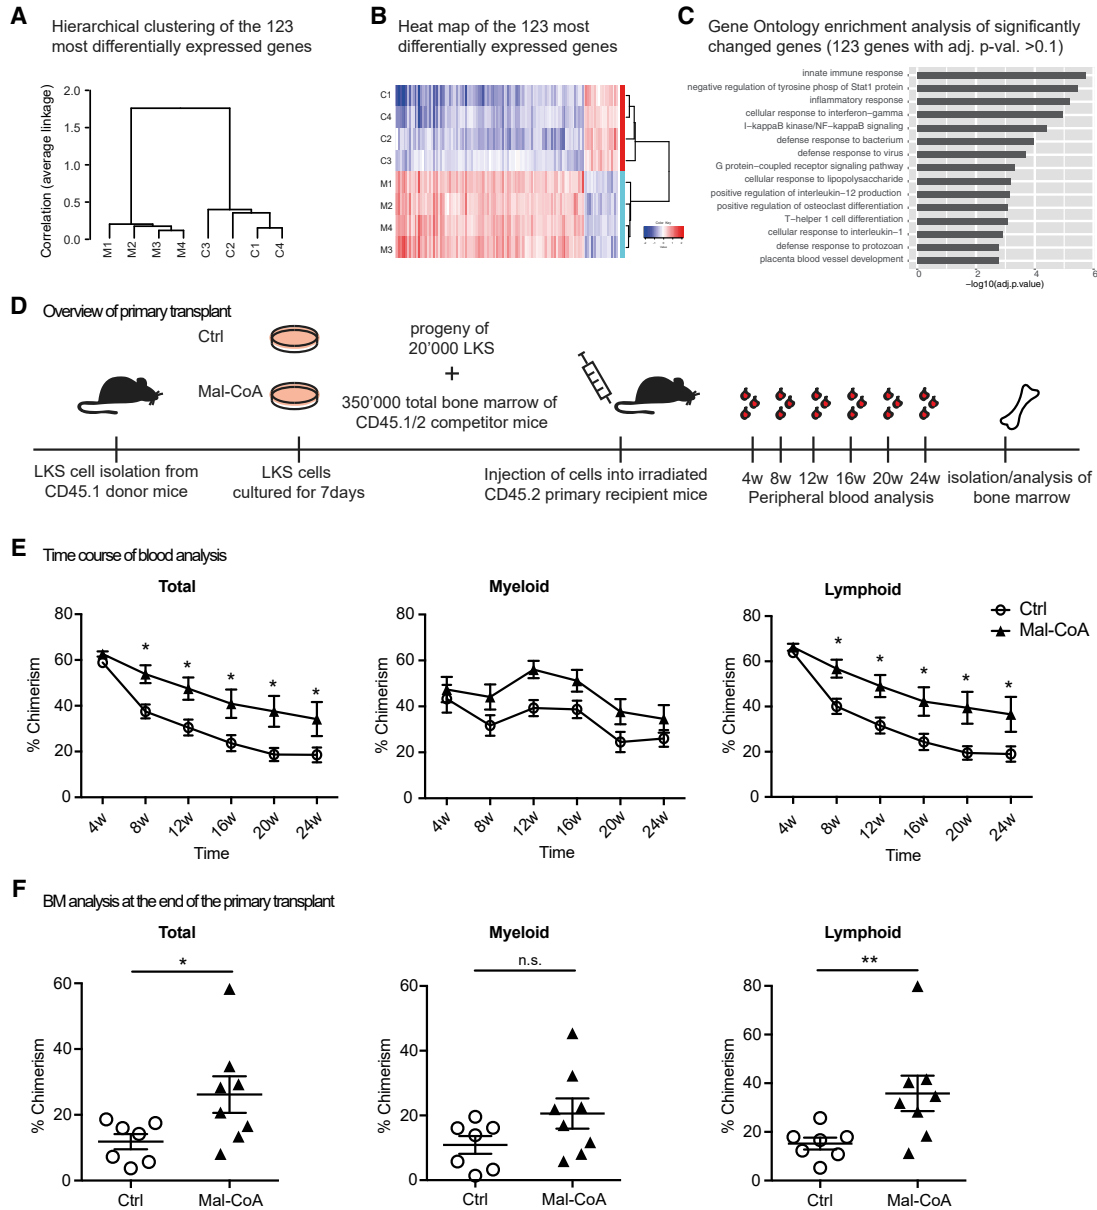 A
Hierarchical clustering of the 123
most differentially expressed genes
Correlation (average linkage)
2.0
1.5
1.0
0.5
0.0
M1
M2
M3
M4
C3
C2
C1
C4
B
Heat map of the 123 most
differentially expressed genes
C1
C4
C2
C3
M1
M2
M4
M3
Color Key
Value
C
Gene Ontology enrichment analysis of significantly
changed genes (123 genes with adj. p-val. >0.1)
innate immune response
negative regulation of tyrosine phosp of Stat1 protein
inflammatory response
cellular response to interferon-gamma
I-kappaB kinase/NF-kappaB signaling
defense response to bacterium
defense response to virus
G protein-coupled receptor signaling pathway
cellular response to lipopolysaccharide
positive regulation of interleukin-12 production
positive regulation of osteoclast differentiation
T-helper 1 cell differentiation
cellular response to interleukin-1
defense response to protozoan
placenta blood vessel development
0 2 4 6
-log10(adj.p.value)
D
Overview of primary transplant
Ctrl
Mal-CoA
progeny of
20'000 LKS
+
350'000 total bone marrow of
CD45.1/2 competitor mice
LKS cell isolation from
CD45.1 donor mice
LKS cells
cultured for 7days
Injection of cells into irradiated
CD45.2 primary recipient mice
4w 8w 12w 16w 20w 24w
Peripheral blood analysis
isolation/analysis of
bone marrow
E
Time course of blood analysis
Total
% Chimerism
80
60
40
20
0
* * * * *
4w 8w 12w 16w 20w 24w
Time
Myeloid
% Chimerism
80
60
40
20
0
4w 8w 12w 16w 20w 24w
Time
Lymphoid
% Chimerism
80
60
40
20
0
* * * * *
4w 8w 12w 16w 20w 24w
Time
Ctrl
Mal-CoA
F
BM analysis at the end of the primary transplant
Total
*
% Chimerism
60
40
20
0
Ctrl Mal-CoA
Myeloid
n.s.
% Chimerism
60
40
20
0
Ctrl Mal-CoA
Lymphoid
**
% Chimerism
80
60
40
20
0
Ctrl Mal-CoA